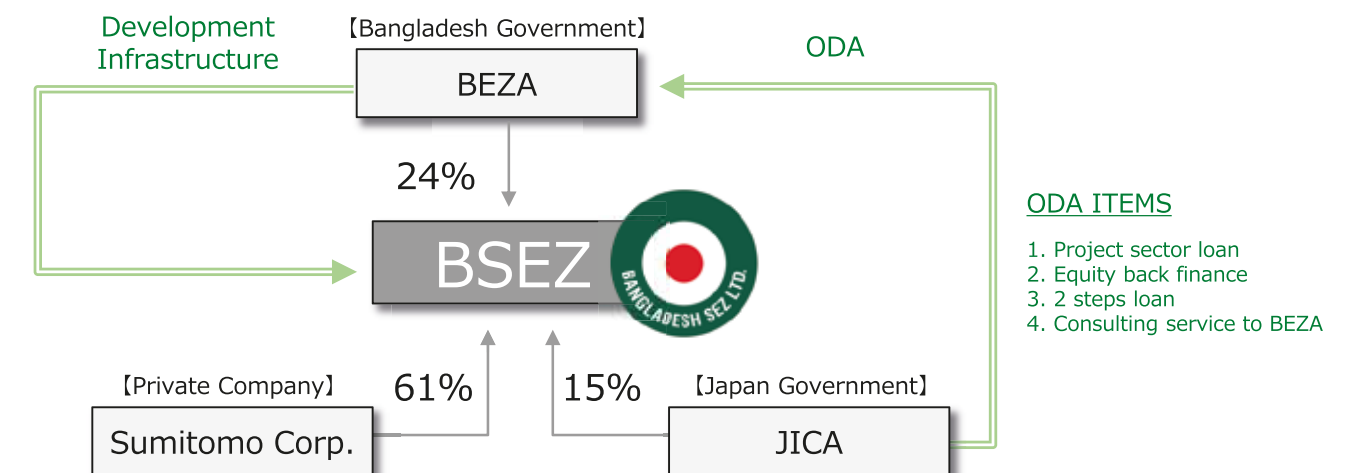 Development
Infrastructure
【Bangladesh Government】
BEZA
ODA
24%
BSEZ
BANGLADESH SEZ LTD.
ODA ITEMS
1. Project sector loan
2. Equity back finance
3. 2 steps loan
4. Consulting service to BEZA
【Private Company】
61%
15%
【Japan Government】
Sumitomo Corp.
JICA